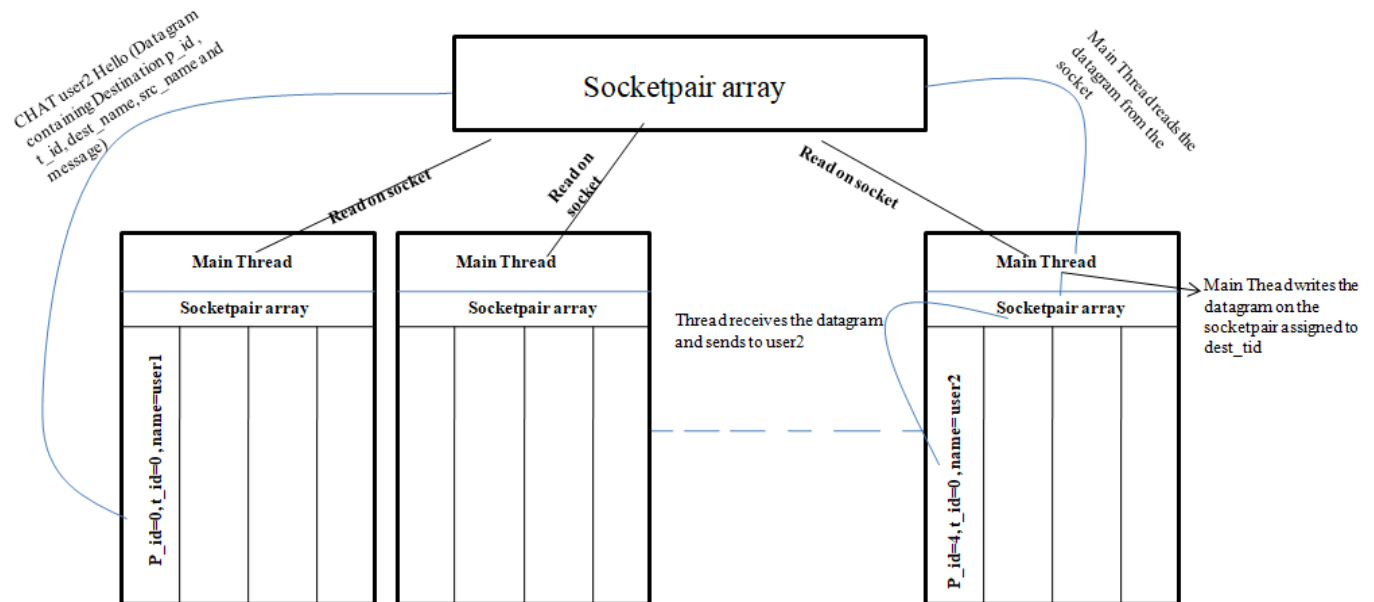 CHAT user2 Hello (Datagram
containing Destination p_id ,
t_id, dest_name, src_name and
message)
Socketpair array
Main Thread reads the
datagram from the
socket
Read on socket
Read on
socket
Read on socket
Main Thread
Socketpair array
P_id=0, t_id=0 , name=user1
Main Thread
Socketpair array
Thread receives the datagram
and sends to user2
Main Thread
Socketpair array
P_id=4, t_id=0 , name=user2
Main Thead writes the
datagram on the
socketpair assigned to
dest_tid